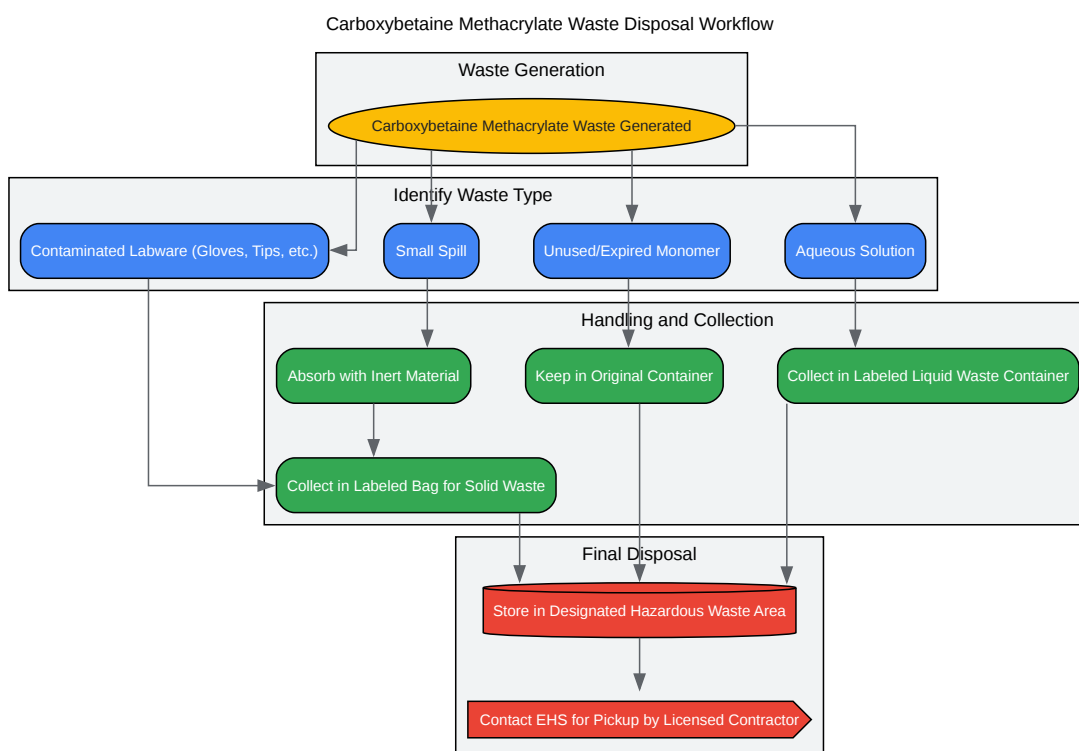 Carboxybetaine Methacrylate Waste Disposal Workflow
Waste Generation
Carboxybetaine Methacrylate Waste Generated
Identify Waste Type
Contaminated Labware (Gloves, Tips, etc.)
Small Spill
Unused/Expired Monomer
Aqueous Solution
Handling and Collection
Absorb with Inert Material
Keep in Original Container
Collect in Labeled Liquid Waste Container
Collect in Labeled Bag for Solid Waste
Final Disposal
Store in Designated Hazardous Waste Area
Contact EHS for Pickup by Licensed Contractor